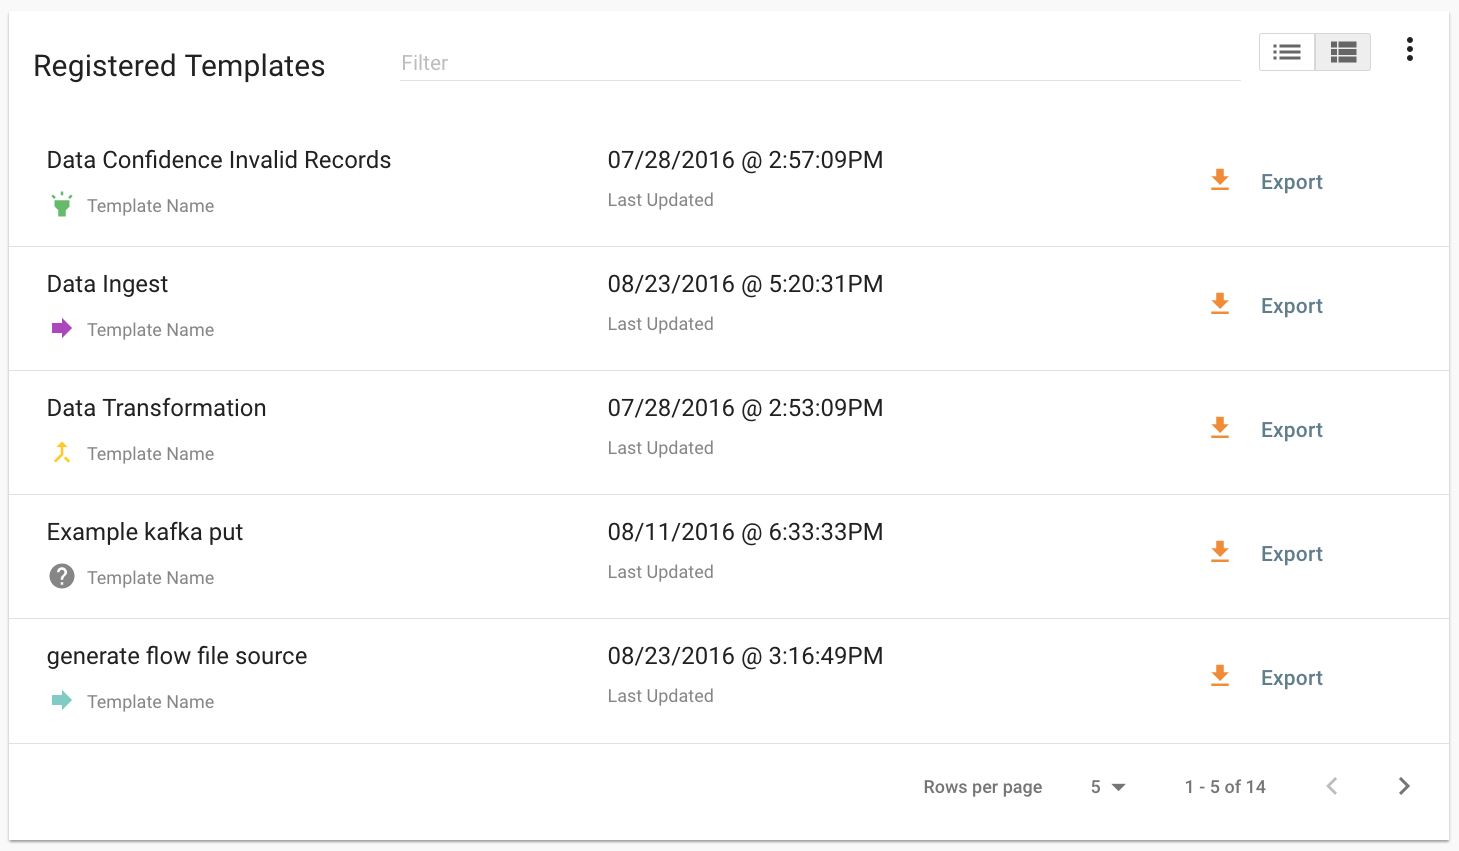 Registered Templates
Filter
Data Confidence Invalid Records
07/28/2016 @ 2:57:09PM
Template Name
Last Updated
Export
Data Ingest
08/23/2016 @ 5:20:31PM
Template Name
Last Updated
Export
Data Transformation
07/28/2016 @ 2:53:09PM
Template Name
Last Updated
Export
Example kafka put
08/11/2016 @ 6:33:33PM
Template Name
Last Updated
Export
generate flow file source
08/23/2016 @ 3:16:49PM
Template Name
Last Updated
Export
Rows per page 5 1 - 5 of 14